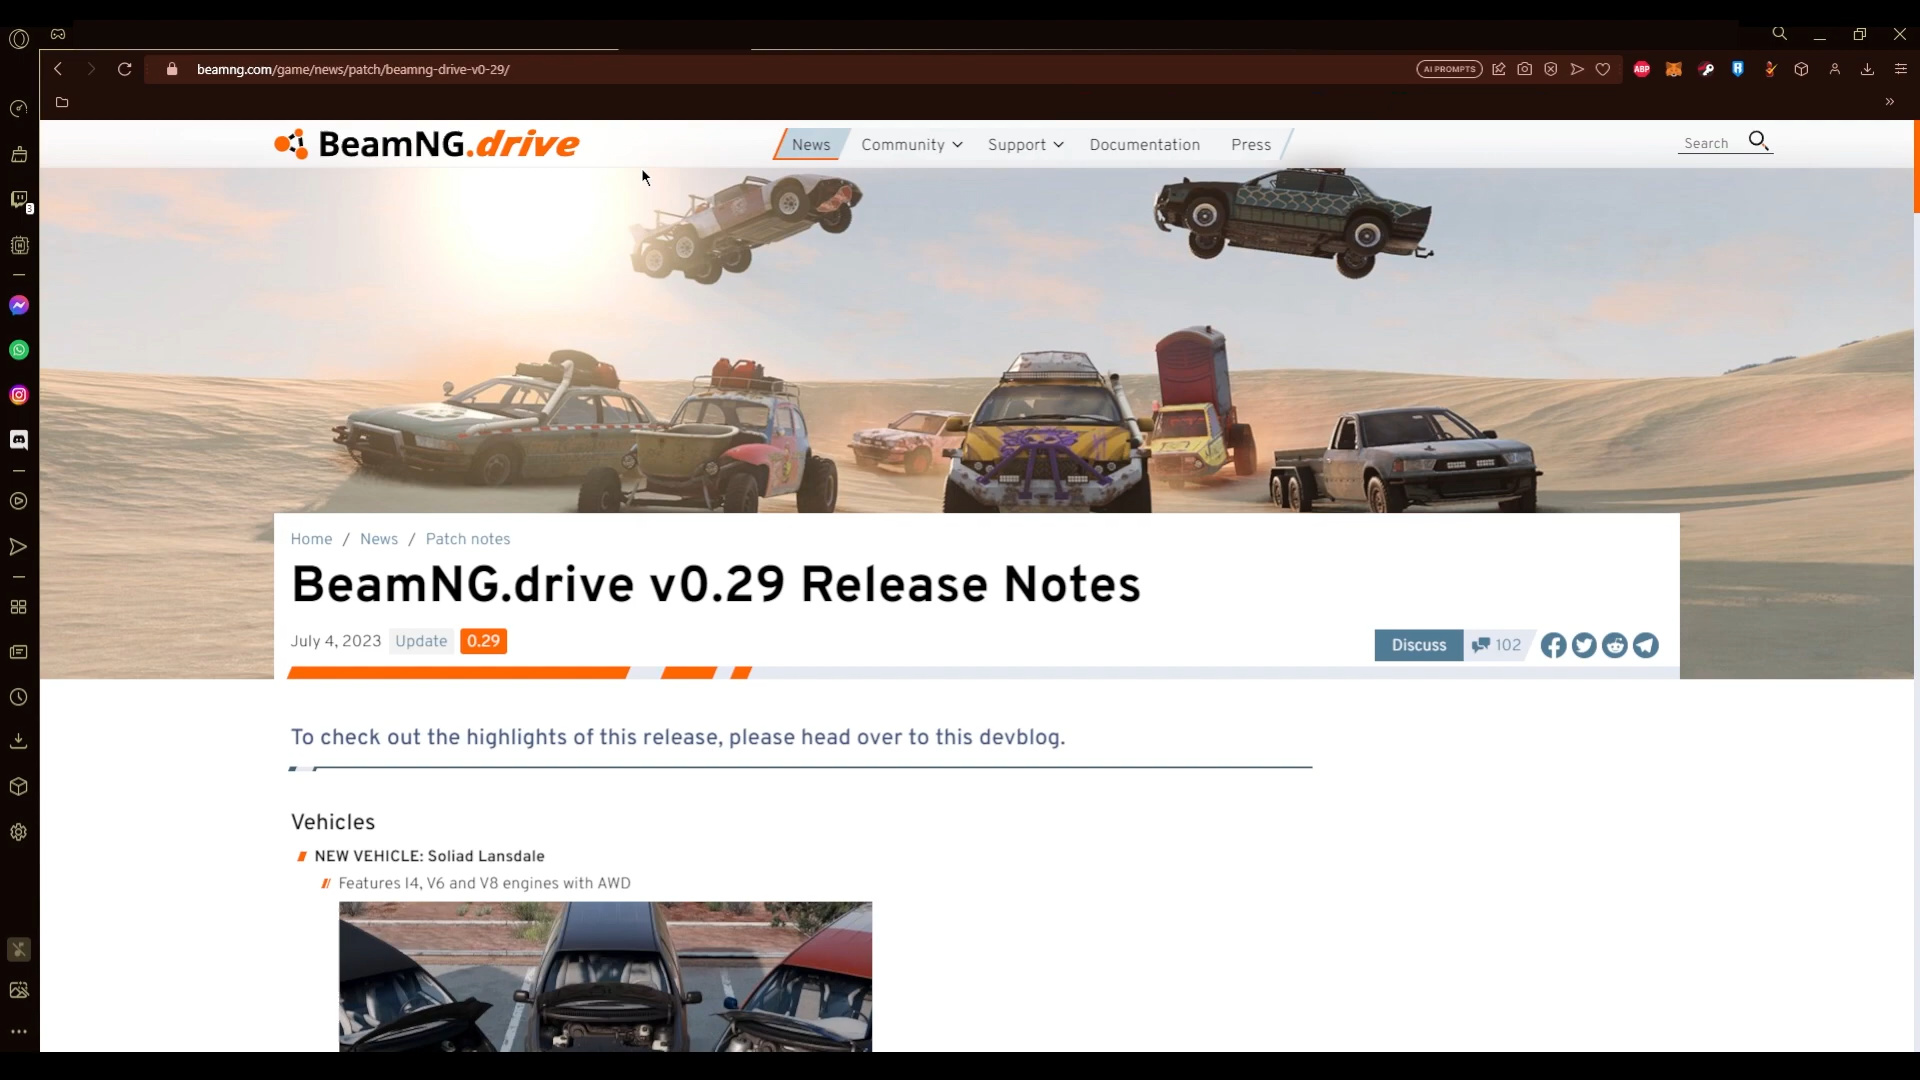 beamng.com/game/news/patch/beamng-drive-v0-29/
AI PROMPTS
ABP
BeamNG.drive
News
Community
Support
Documentation
Press
Search
3
Home / News / Patch notes
BeamNG.drive v0.29 Release Notes
July 4, 2023 Update 0.29
Discuss 102
To check out the highlights of this release, please head over to this devblog.
Vehicles
NEW VEHICLE: Soliad Lansdale
Features I4, V6 and V8 engines with AWD